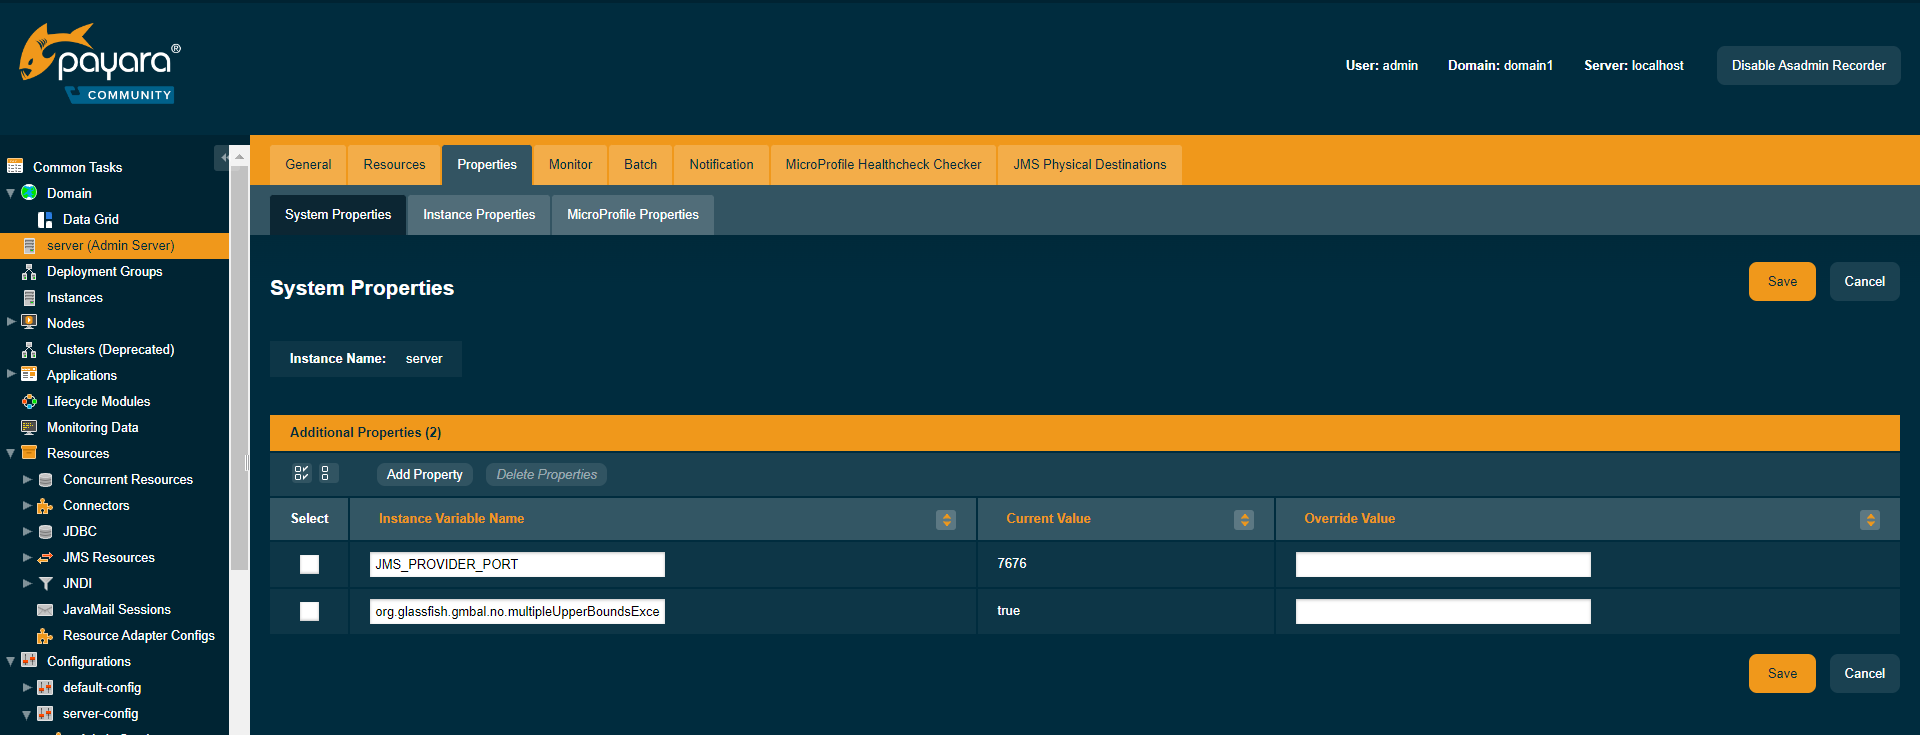 payara®
COMMUNITY
User: admin
Domain: domain1
Server: localhost
Disable Asadmin Recorder
Common Tasks
Domain
Data Grid
server (Admin Server)
Deployment Groups
Instances
Nodes
Clusters (Deprecated)
Applications
Lifecycle Modules
Monitoring Data
Resources
Concurrent Resources
Connectors
JDBC
JMS Resources
JNDI
JavaMail Sessions
Resource Adapter Configs
Configurations
default-config
server-config
General
Resources
Properties
Monitor
Batch
Notification
MicroProfile Healthcheck Checker
JMS Physical Destinations
System Properties
Instance Properties
MicroProfile Properties
System Properties
Save
Cancel
Instance Name: server
Additional Properties (2)
Add Property
Delete Properties
Select
Instance Variable Name
Current Value
Override Value
JMS_PROVIDER_PORT
7676
org.glassfish.gmbal.no.multipleUpperBoundsExce
true
Save
Cancel